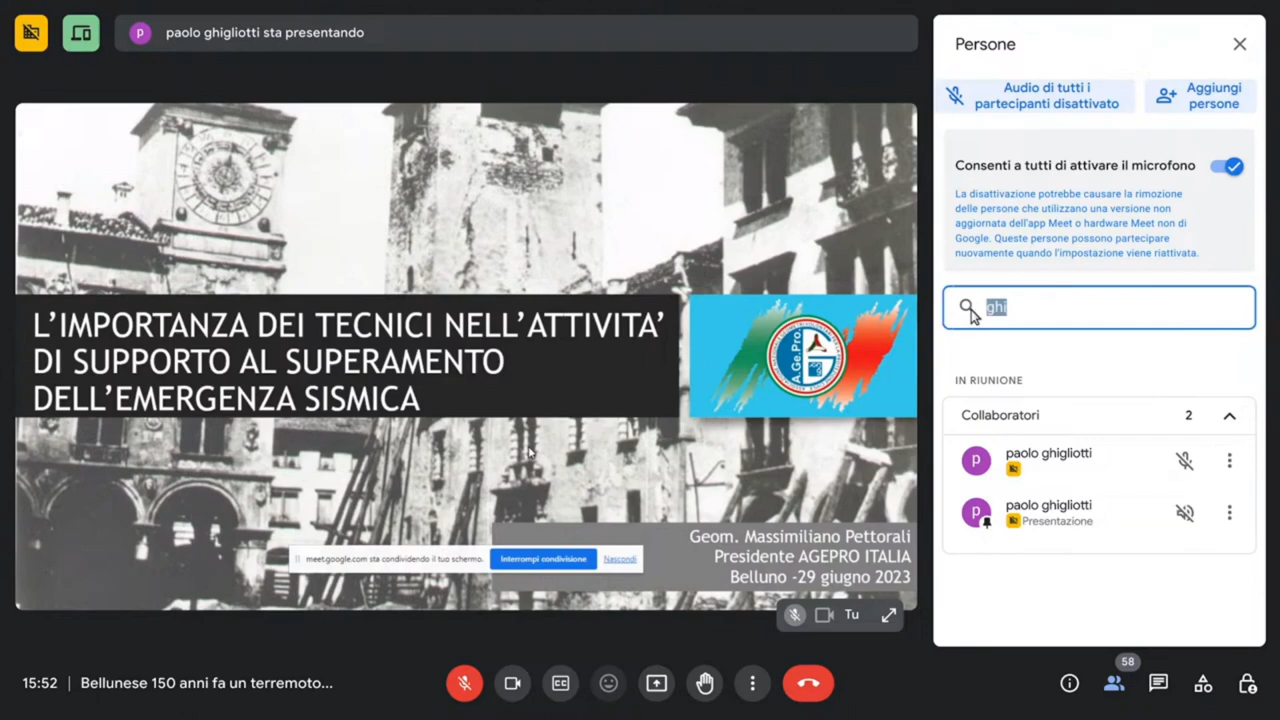 P
paolo ghigliotti sta presentando
L'IMPORTANZA DEI TECNICI NELL'ATTIVITA'
DI SUPPORTO AL SUPERAMENTO
DELL'EMERGENZA SISMICA
A.Ge.Pro.
meet.google.com sta condividendo il tuo schermo.
Interrompi condivisione
Nascondi
Geom. Massimiliano Pettorali
Presidente AGEPRO ITALIA
Belluno -29 giugno 2023
Tu
15:52 | Bellunese 150 anni fa un terremoto...
CC
Persone
Audio di tutti i
partecipanti disattivato
Aggiungi
persone
Consenti a tutti di attivare il microfono
La disattivazione potrebbe causare la rimozione
delle persone che utilizzano una versione non
aggiornata dell'app Meet o hardware Meet non di
Google. Queste persone possono partecipare
nuovamente quando l'impostazione viene riattivata.
ghi
IN RIUNIONE
Collaboratori 2
P
paolo ghigliotti
P
paolo ghigliotti
Presentazione
58